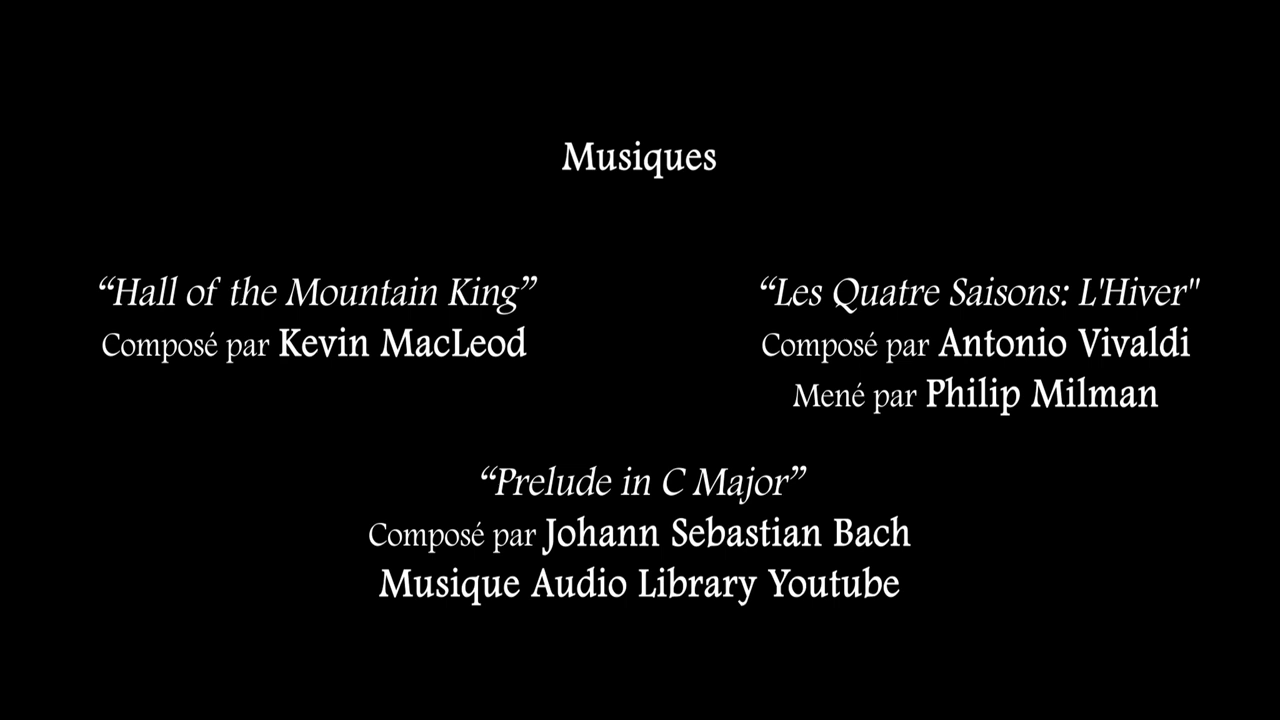 Musiques
“Hall of the Mountain King”
Composé par Kevin MacLeod
“Les Quatre Saisons: L'Hiver"
Composé par Antonio Vivaldi
Mené par Philip Milman
“Prelude in C Major”
Composé par Johann Sebastian Bach
Musique Audio Library Youtube